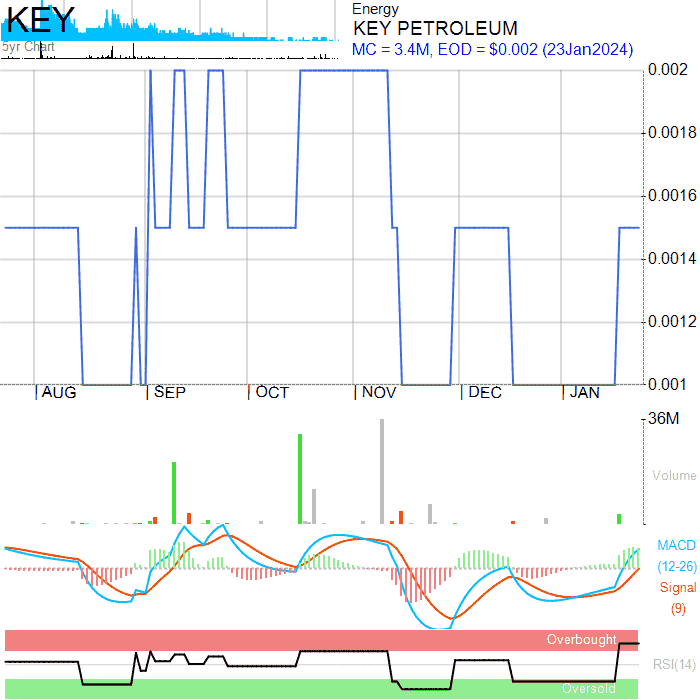 KEY
5yr Chart
Energy
KEY PETROLEUM
MC = 3.4M, EOD = $0.002 (23Jan2024)
0.002
0.0018
0.0016
0.0014
0.0012
0.001
AUG SEP OCT NOV DEC JAN
36M
Volume
MACD
(12-26)
Signal
(9)
Overbought
RSI(14)
Oversold